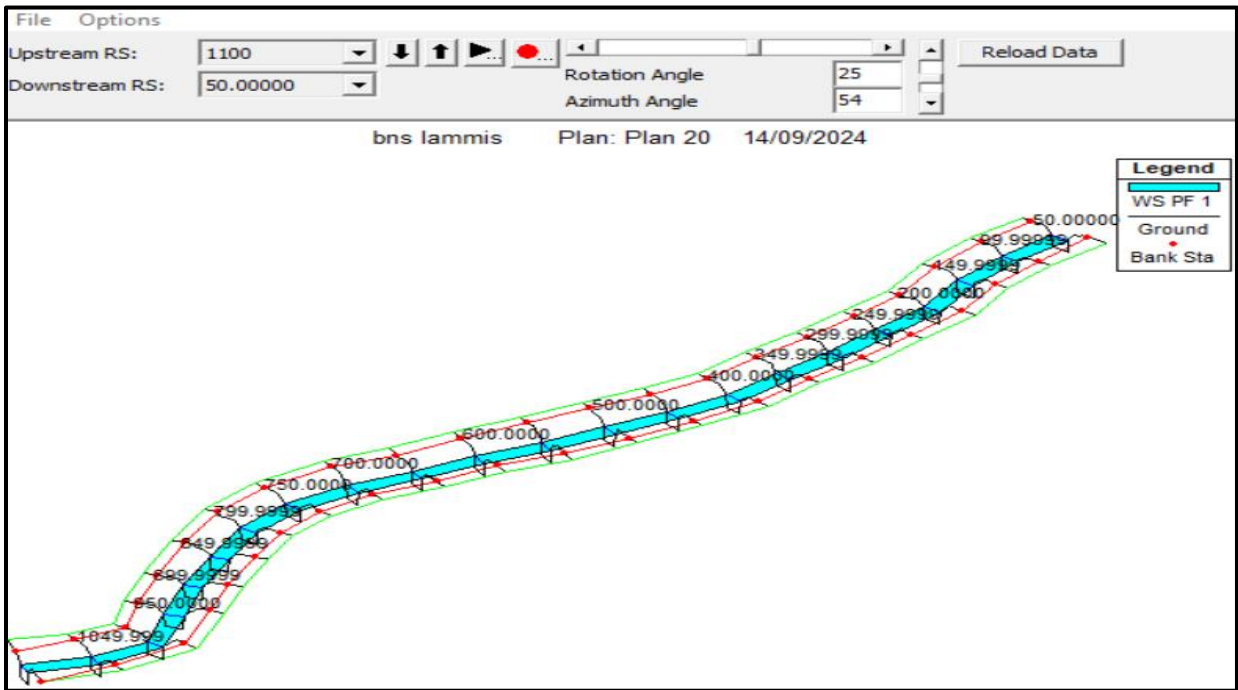 File Options
Upstream RS: 1100
Reload Data
Rotation Angle 25
Downstream RS: 50.00000
Azimuth Angle 54
bns lammis Plan: Plan 20 14/09/2024
Legend
WS PF 1
Ground
Bank Sta
50.00000
99.99999
149.9999
200.0000
249.9999
299.9999
349.9999
400.0000
500.0000
600.0000
700.0000
750.0000
799.9999
849.9999
899.9999
950.0000
1049.999